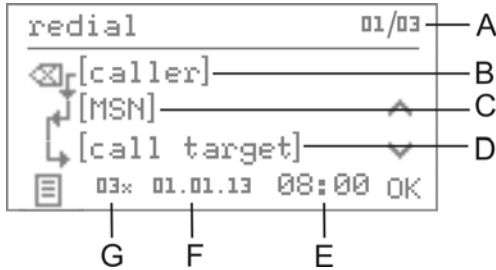 redial 01/03 A
[caller] B
[MSN] C
[call target] D
03x 01.01.13 08:00 OK
G F E